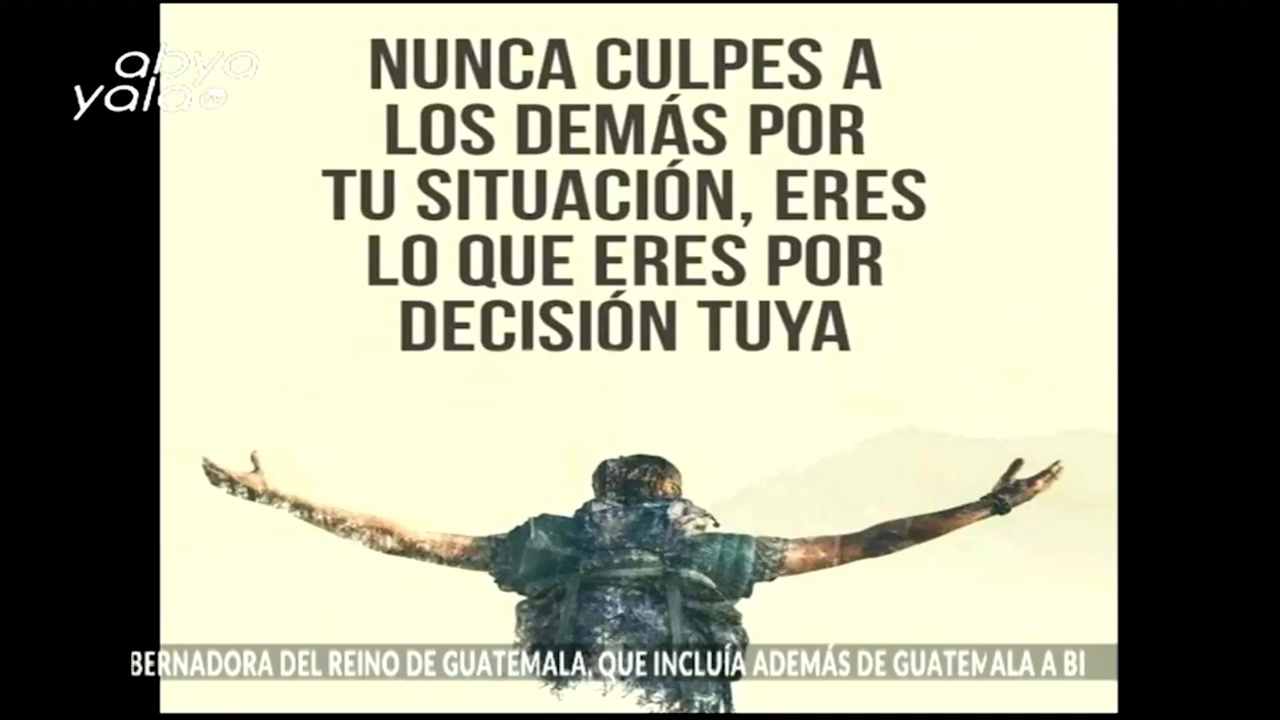 abya
yala tv
NUNCA CULPES A
LOS DEMÁS POR
TU SITUACIÓN, ERES
LO QUE ERES POR
DECISIÓN TUYA
BERNADORA DEL REINO DE GUATEMALA, QUE INCLUÍA ADEMÁS DE GUATEMALA A BI